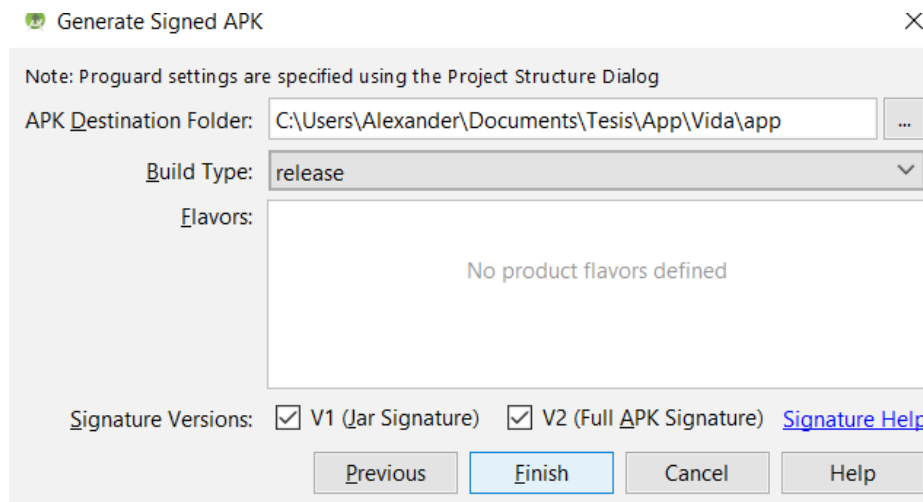 Generate Signed APK
Note: Proguard settings are specified using the Project Structure Dialog
APK Destination Folder: C:\Users\Alexander\Documents\Tesis\App\Vida\app ...
Build Type: release
Flavors:
No product flavors defined
Signature Versions: V1 (Jar Signature) V2 (Full APK Signature) Signature Help
Previous Finish Cancel Help